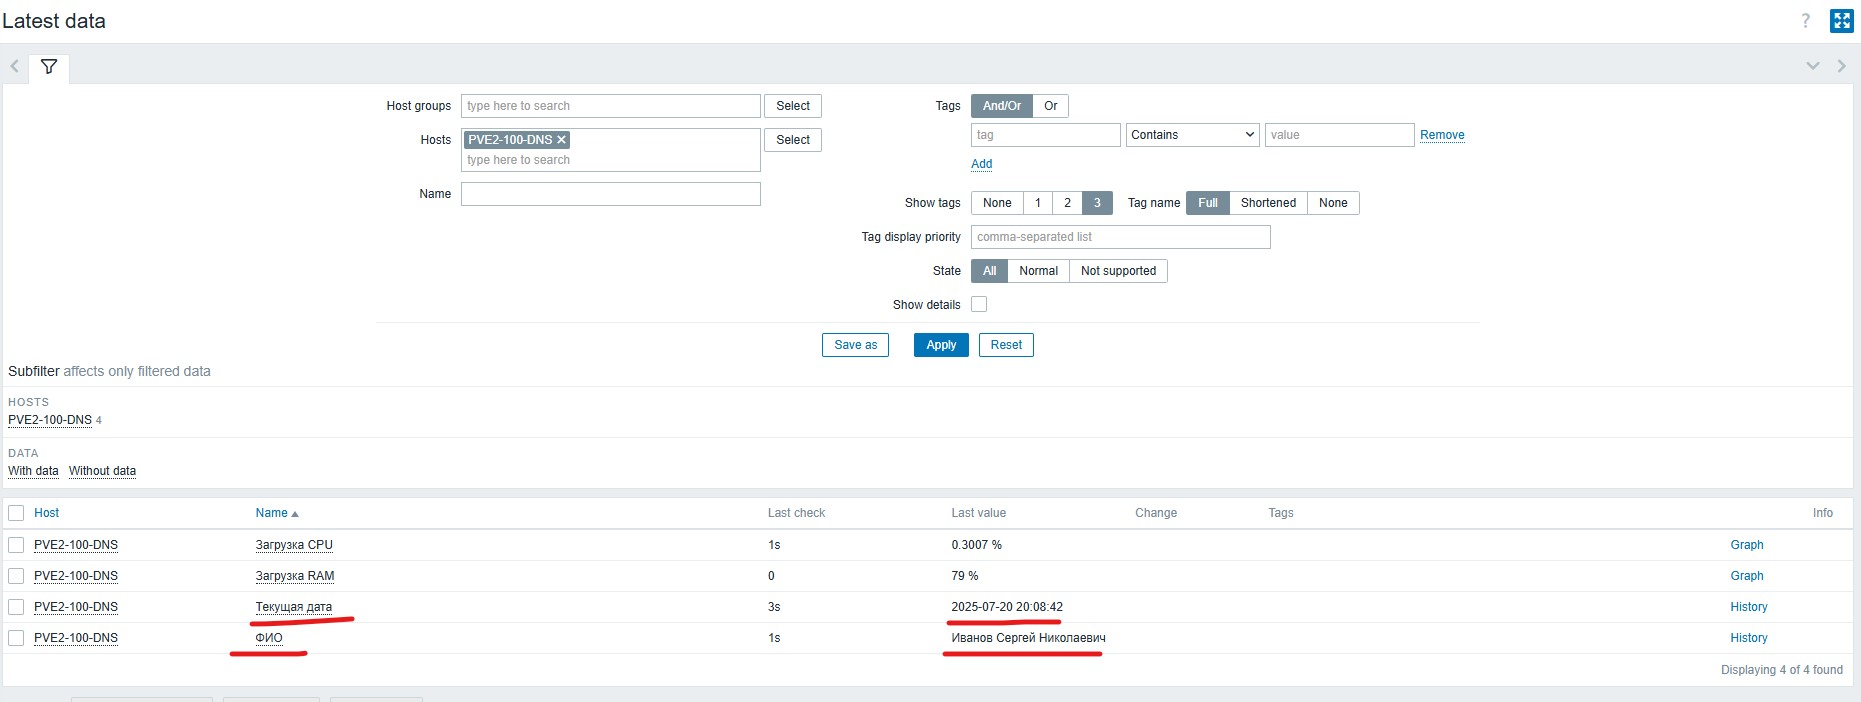 Latest data ?
Host groups type here to search Select Tags And/Or Or
Hosts PVE2-100-DNS × type here to search Select tag Contains value Remove
Add
Name
Show tags None 1 2 3 Tag name Full Shortened None
Tag display priority comma-separated list
State All Normal Not supported
Show details
Save as Apply Reset
Subfilter affects only filtered data
HOSTS
PVE2-100-DNS 4
DATA
With data Without data
Host Name Last check Last value Change Tags Info
PVE2-100-DNS Загрузка CPU 1s 0.3007 % Graph
PVE2-100-DNS Загрузка RAM 0 79 % Graph
PVE2-100-DNS Текущая дата 3s 2025-07-20 20:08:42 History
PVE2-100-DNS ФИО 1s Иванов Сергей Николаевич History
Displaying 4 of 4 found